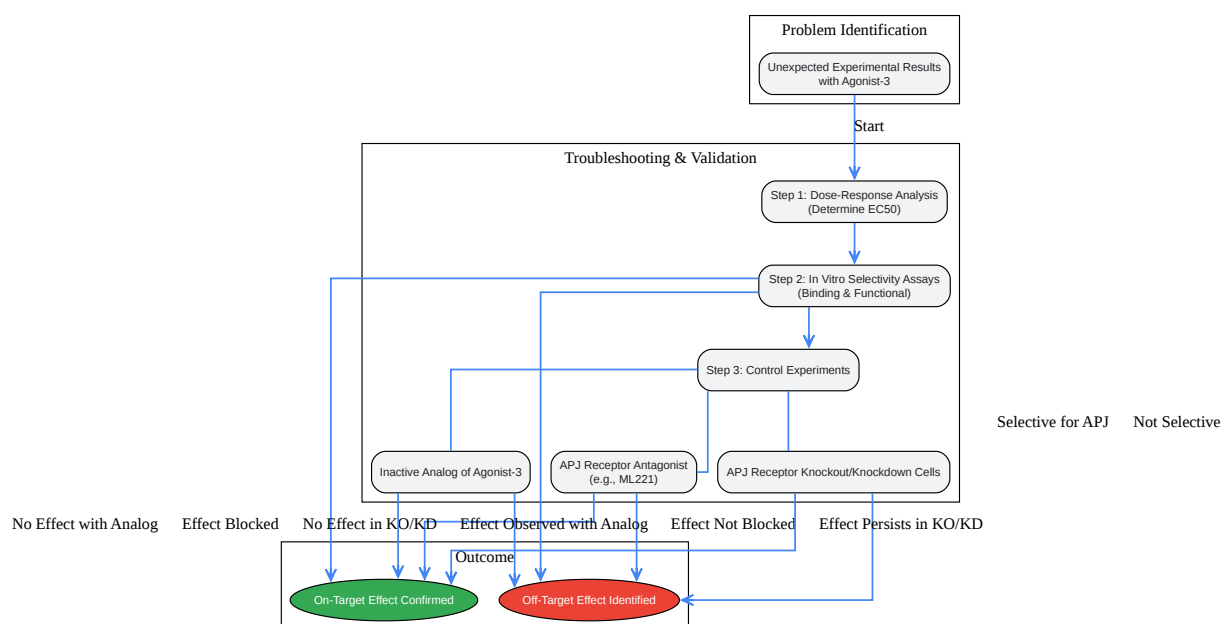 Problem Identification
Unexpected Experimental Results
with Agonist-3
Start
Troubleshooting & Validation
Step 1: Dose-Response Analysis
(Determine EC50)
Step 2: In Vitro Selectivity Assays
(Binding & Functional)
Step 3: Control Experiments
Selective for APJ
Not Selective
Inactive Analog of Agonist-3
APJ Receptor Antagonist
(e.g., ML221)
APJ Receptor Knockout/Knockdown Cells
No Effect with Analog
Effect Blocked
No Effect in KO/KD
Effect Observed with Analog
Effect Not Blocked
Effect Persists in KO/KD
Outcome
On-Target Effect Confirmed
Off-Target Effect Identified